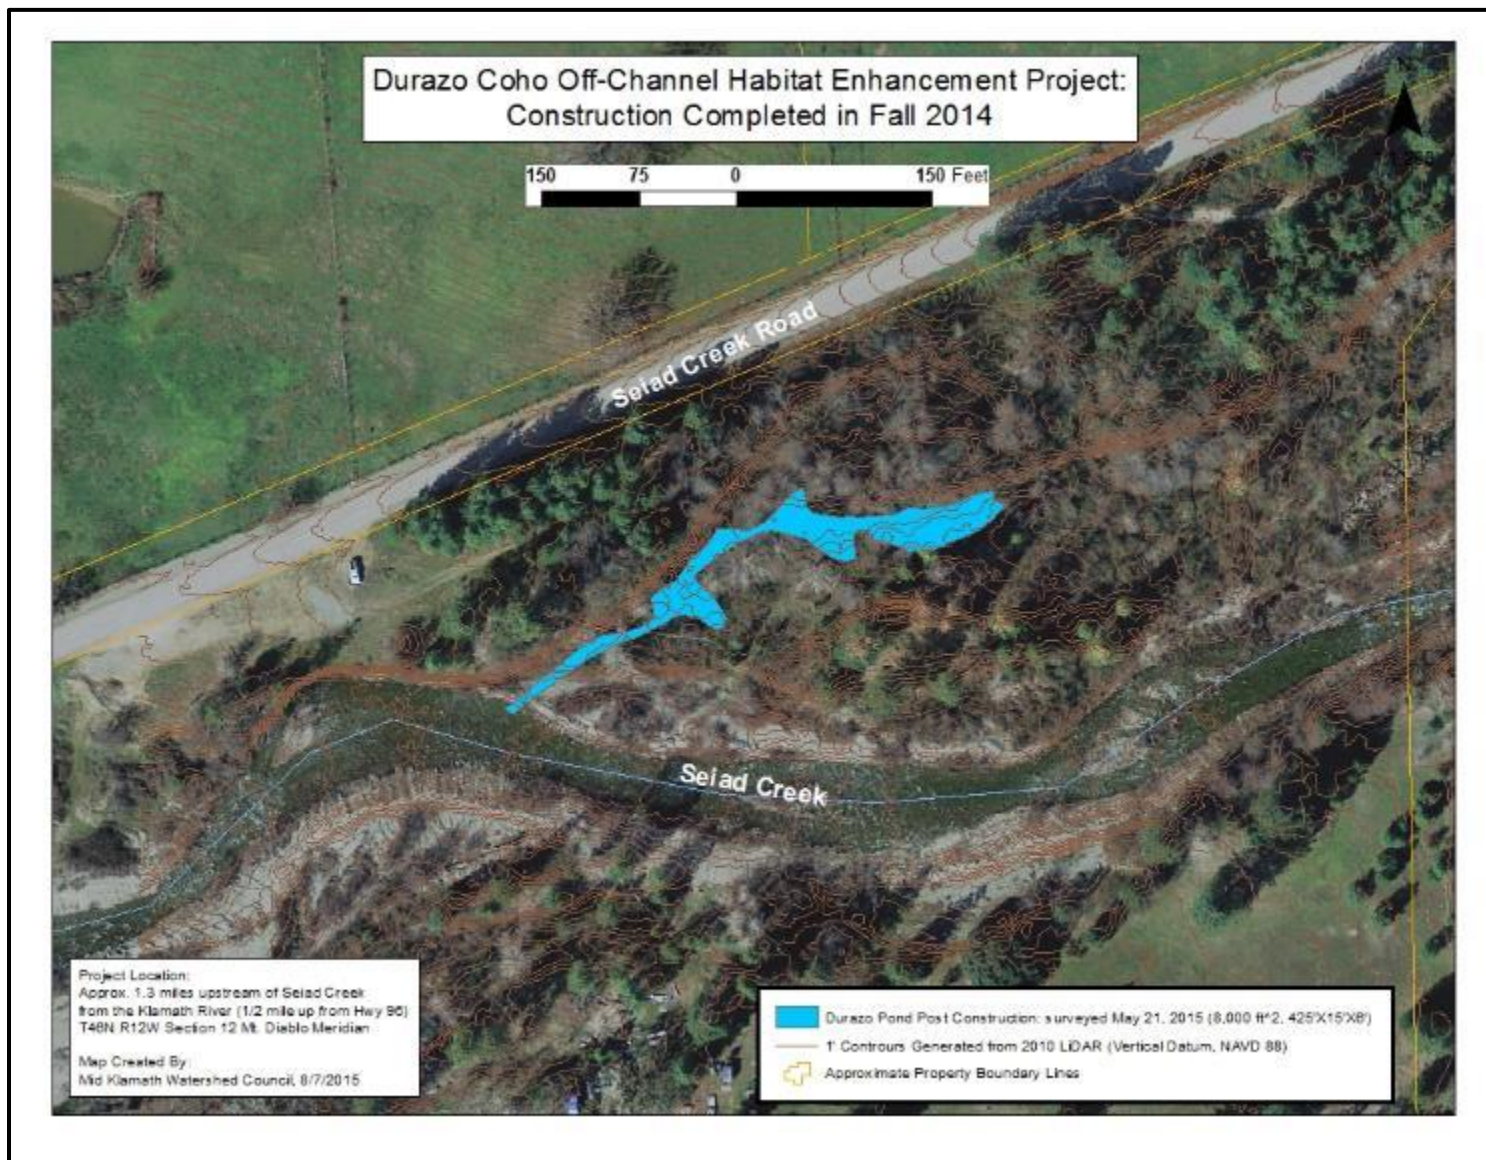 Durazo Coho Off-Channel Habitat Enhancement Project:
Construction Completed in Fall 2014
150 75 0 150 Feet
Seiad Creek Road
Seiad Creek
Project Location:
Approx. 1.3 miles upstream of Seiad Creek
from the Klamath River (1/2 mile up from Hwy 96)
T46N R12W Section 12 Mt. Diablo Meridian
Map Created By:
Mid Klamath Watershed Council, 8/7/2015
Durazo Pond Post Construction: surveyed May 21, 2015 (8,000 ft^2, 425'X15'X8')
1' Contrours Generated from 2010 LiDAR (Vertical Datum, NAVD 88)
Approximate Property Boundary Lines